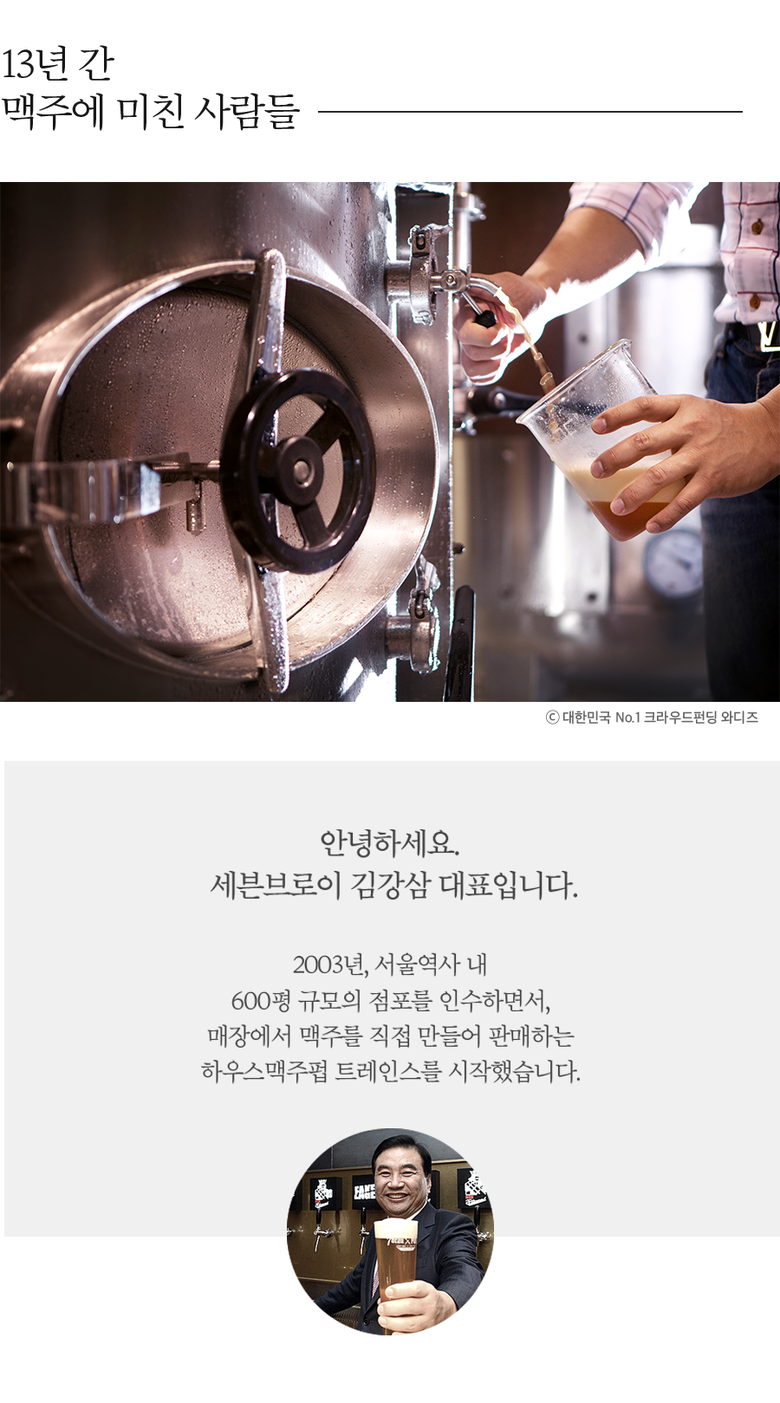 13년 간
맥주에 미친 사람들
ⓒ 대한민국 No.1 크라우드펀딩 와디즈
안녕하세요.
세븐브로이 김강삼 대표입니다.
2003년, 서울역사 내
600평 규모의 점포를 인수하면서,
매장에서 맥주를 직접 만들어 판매하는
하우스맥주펍 트레인스를 시작했습니다.